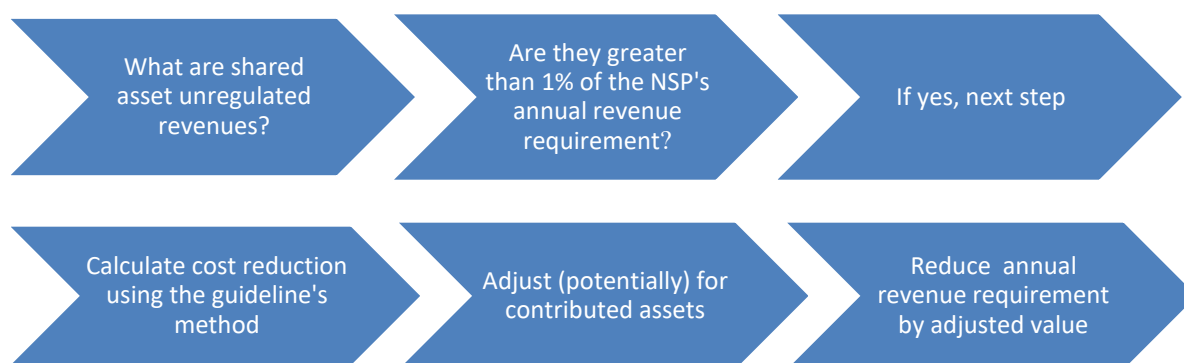 What are shared
asset unregulated
revenues?
Are they greater
than 1% of the NSP's
annual revenue
requirement?
If yes, next step
Calculate cost reduction
using the guideline's
method
Adjust (potentially) for
contributed assets
Reduce annual
revenue requirement
by adjusted value